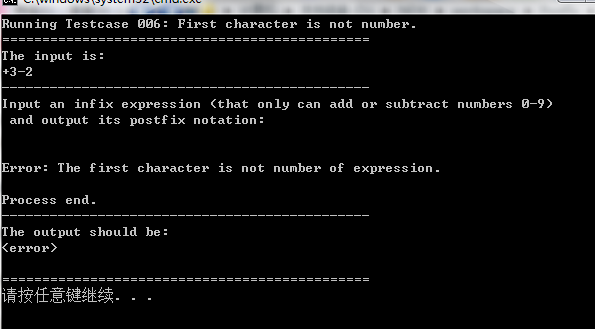 C:\windows\system32\cmd.exe
Running Testcase 006: First character is not number.
==============================================
The input is:
+3-2
----------------------------------------------
Input an infix expression (that only can add or subtract numbers 0-9)
and output its postfix notation:
Error: The first character is not number of expression.
Process end.
----------------------------------------------
The output should be:
<error>
==============================================
请按任意键继续. . .